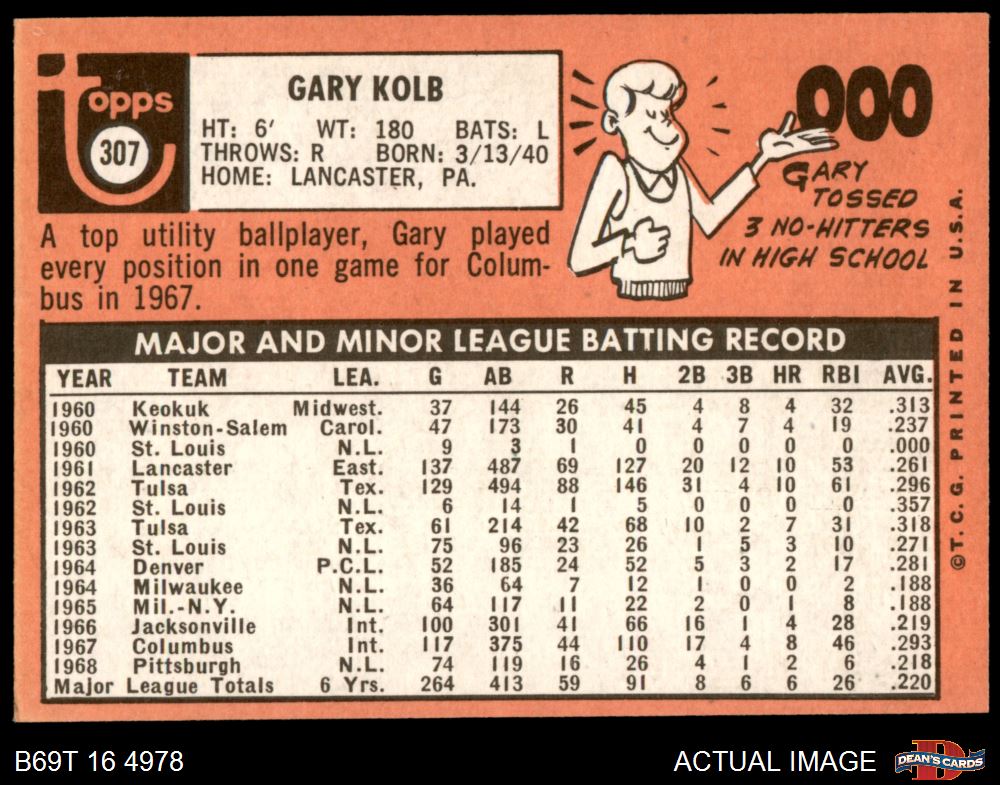 Topps
307
GARY KOLB
HT: 6' WT: 180 BATS: L
THROWS: R BORN: 3/13/40
HOME: LANCASTER, PA.
A top utility ballplayer, Gary played
every position in one game for Colum-
bus in 1967.
000
GARY
TOSSED
3 NO-HITTERS
IN HIGH SCHOOL
MAJOR AND MINOR LEAGUE BATTING RECORD
YEAR TEAM LEA. G AB R H 2B 3B HR RBI AVG.
1960 Keokuk Midwest. 37 144 26 45 4 8 4 32 .313
1960 Winston-Salem Carol. 47 173 30 41 4 7 4 19 .237
1960 St. Louis N.L. 9 3 1 0 0 0 0 0 .000
1961 Lancaster East. 137 487 69 127 20 12 10 53 .261
1962 Tulsa Tex. 129 494 88 146 31 4 10 61 .296
1962 St. Louis N.L. 6 14 1 5 0 0 0 0 .357
1963 Tulsa Tex. 61 214 42 68 10 2 7 31 .318
1963 St. Louis N.L. 75 96 23 26 1 5 3 10 .271
1964 Denver P.C.L. 52 185 24 52 5 3 2 17 .281
1964 Milwaukee N.L. 36 64 7 12 1 0 0 2 .188
1965 Mil.-N.Y. N.L. 64 117 11 22 2 0 1 8 .188
1966 Jacksonville Int. 100 301 41 66 16 1 4 28 .219
1967 Columbus Int. 117 375 44 110 17 4 8 46 .293
1968 Pittsburgh N.L. 74 119 16 26 4 1 2 6 .218
Major League Totals 6 Yrs. 264 413 59 91 8 6 6 26 .220
©T.C.G. PRINTED IN U.S.A.
B69T 16 4978
ACTUAL IMAGE
DEAN'S CARDS